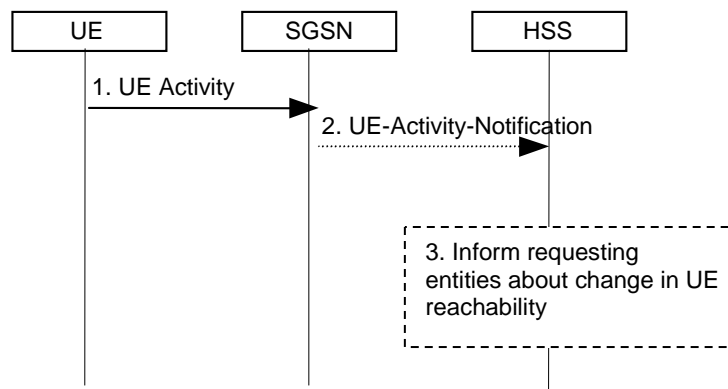 UE
SGSN
HSS
1. UE Activity
2. UE-Activity-Notification
3. Inform requesting
entities about change in UE
reachability